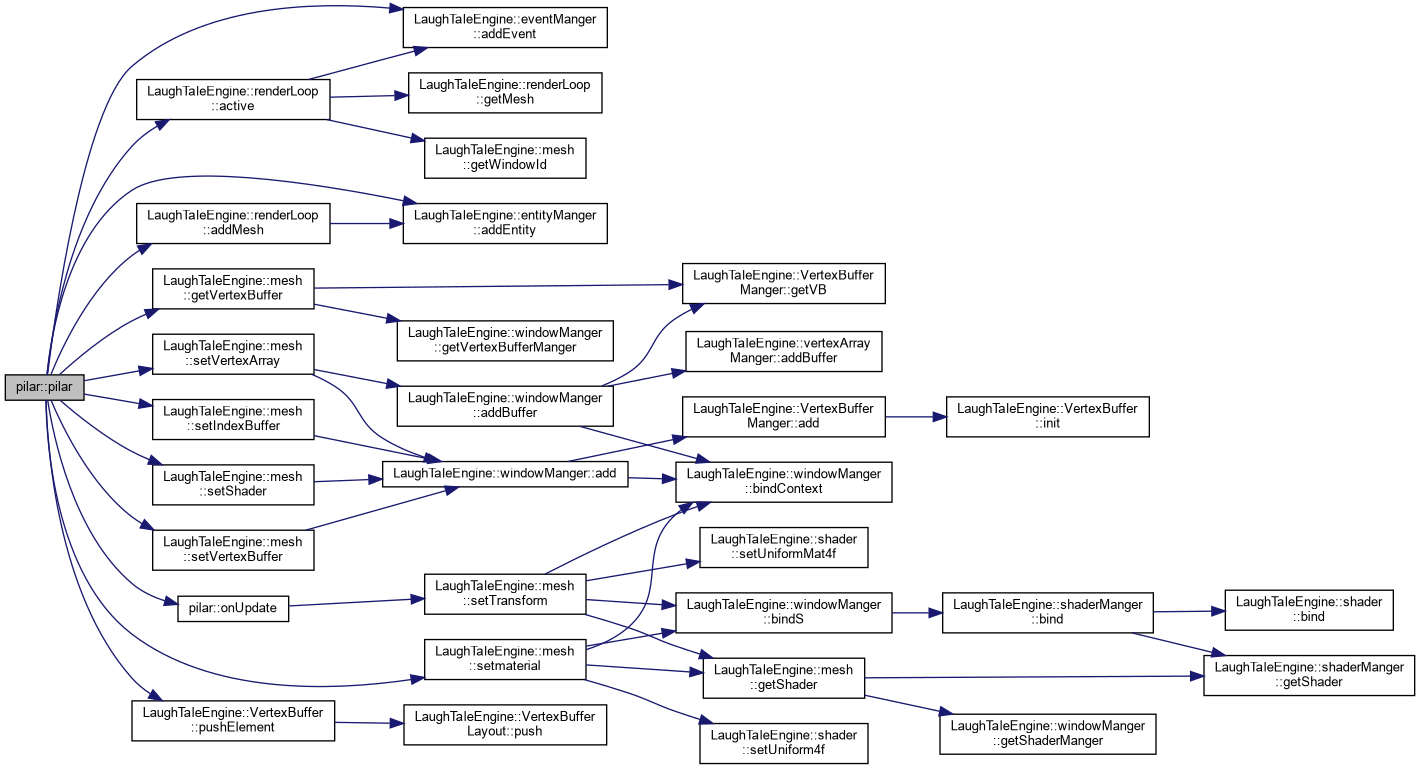 pilar::pilar
LaughTaleEngine::eventManger
::addEvent
LaughTaleEngine::renderLoop
::active
LaughTaleEngine::renderLoop
::getMesh
LaughTaleEngine::mesh
::getWindowId
LaughTaleEngine::renderLoop
::addMesh
LaughTaleEngine::entityManger
::addEntity
LaughTaleEngine::mesh
::getVertexBuffer
LaughTaleEngine::VertexBuffer
Manger::getVB
LaughTaleEngine::windowManger
::getVertexBufferManger
LaughTaleEngine::mesh
::setVertexArray
LaughTaleEngine::vertexArray
Manger::addBuffer
LaughTaleEngine::windowManger
::addBuffer
LaughTaleEngine::mesh
::setIndexBuffer
LaughTaleEngine::VertexBuffer
Manger::add
LaughTaleEngine::VertexBuffer
::init
LaughTaleEngine::mesh
::setShader
LaughTaleEngine::windowManger::add
LaughTaleEngine::windowManger
::bindContext
LaughTaleEngine::mesh
::setVertexBuffer
LaughTaleEngine::shader
::setUniformMat4f
pilar::onUpdate
LaughTaleEngine::mesh
::setTransform
LaughTaleEngine::windowManger
::bindS
LaughTaleEngine::shaderManger
::bind
LaughTaleEngine::shader
::bind
LaughTaleEngine::mesh
::setmaterial
LaughTaleEngine::mesh
::getShader
LaughTaleEngine::shaderManger
::getShader
LaughTaleEngine::VertexBuffer
::pushElement
LaughTaleEngine::VertexBuffer
Layout::push
LaughTaleEngine::shader
::setUniform4f
LaughTaleEngine::windowManger
::getShaderManger